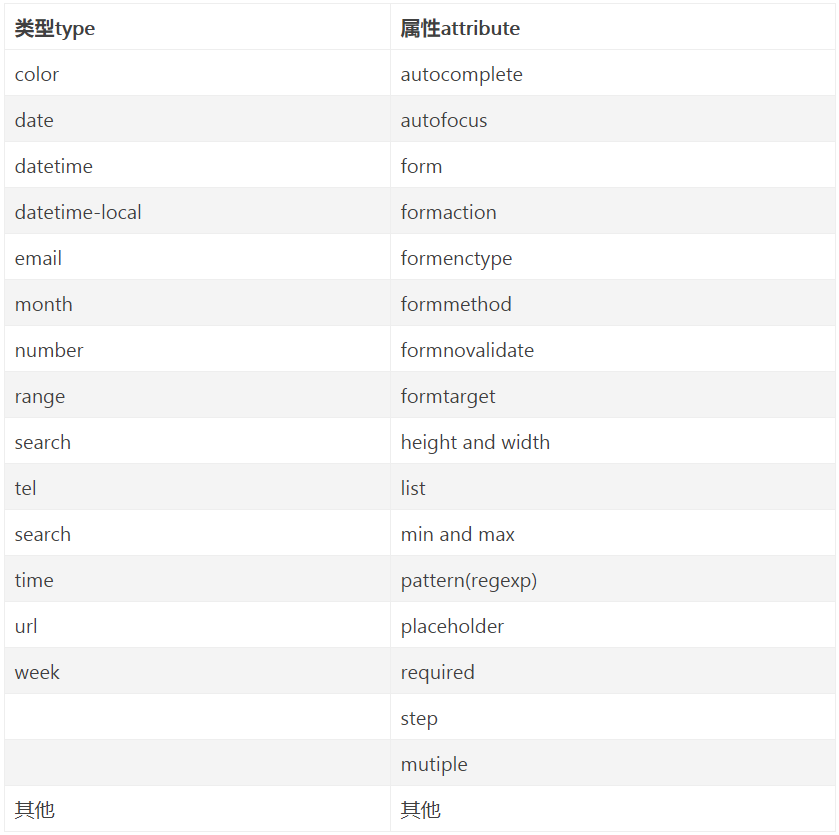 类型type 属性attribute
color autocomplete
date autofocus
datetime form
datetime-local formaction
email formenctype
month formmethod
number formnovalidate
range formtarget
search height and width
tel list
search min and max
time pattern(regexp)
url placeholder
week required
step
mutiple
其他 其他